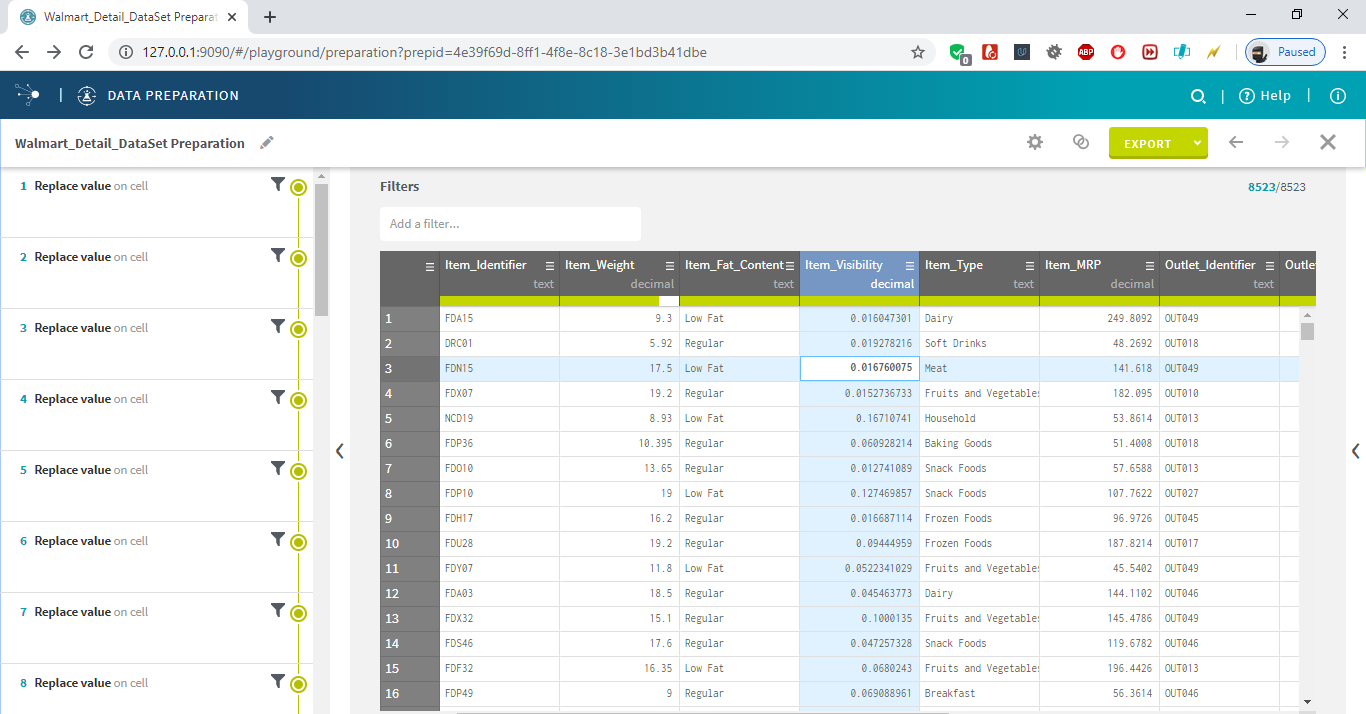 Walmart_Detail_DataSet Preparat
127.0.0.1:9090/#/playground/preparation?prepid=4e39f69d-8ff1-4f8e-8c18-3e1bd3b41dbe
0
ABP
Paused
DATA PREPARATION
Help
Walmart_Detail_DataSet Preparation
EXPORT
1 Replace value on cell
2 Replace value on cell
3 Replace value on cell
4 Replace value on cell
5 Replace value on cell
6 Replace value on cell
7 Replace value on cell
8 Replace value on cell
Filters
8523/8523
Add a filter...
Item_Identifier Item_Weight Item_Fat_Content Item_Visibility Item_Type Item_MRP Outlet_Identifier Outle
text decimal text decimal text decimal text
1 FDA15 9.3 Low Fat 0.016047301 Dairy 249.8092 OUT049
2 DRC01 5.92 Regular 0.019278216 Soft Drinks 48.2692 OUT018
3 FDN15 17.5 Low Fat 0.016760075 Meat 141.618 OUT049
4 FDX07 19.2 Regular 0.0152736733 Fruits and Vegetables 182.095 OUT010
5 NCD19 8.93 Low Fat 0.16710741 Household 53.8614 OUT013
6 FDP36 10.395 Regular 0.060928214 Baking Goods 51.4008 OUT018
7 FDO10 13.65 Regular 0.012741089 Snack Foods 57.6588 OUT013
8 FDP10 19 Low Fat 0.127469857 Snack Foods 107.7622 OUT027
9 FDH17 16.2 Regular 0.016687114 Frozen Foods 96.9726 OUT045
10 FDU28 19.2 Regular 0.09444959 Frozen Foods 187.8214 OUT017
11 FDY07 11.8 Low Fat 0.0522341029 Fruits and Vegetables 45.5402 OUT049
12 FDA03 18.5 Regular 0.045463773 Dairy 144.1102 OUT046
13 FDX32 15.1 Regular 0.1000135 Fruits and Vegetables 145.4786 OUT049
14 FDS46 17.6 Regular 0.047257328 Snack Foods 119.6782 OUT046
15 FDF32 16.35 Low Fat 0.0680243 Fruits and Vegetables 196.4426 OUT013
16 FDP49 9 Regular 0.069088961 Breakfast 56.3614 OUT046